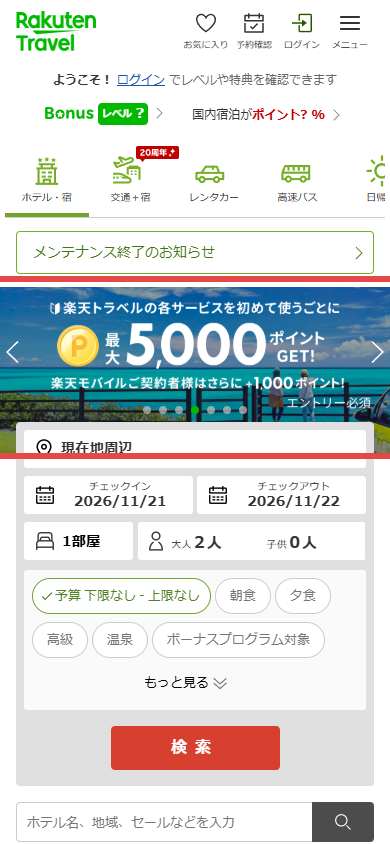 Rakuten
Travel
お気に入り 予約確認 ログイン メニュー
ようこそ！ ログイン でレベルや特典を確認できます
Bonus レベル ? 国内宿泊がポイント? %
20周年
ホテル・宿 交通＋宿 レンタカー 高速バス 日帰
メンテナンス終了のお知らせ
楽天トラベルの各サービスを初めて使うごとに
P 最大 5,000 ポイント GET!
楽天モバイルご契約者様はさらに +1,000ポイント!
エントリー必須
現在地周辺
チェックイン チェックアウト
2026/11/21 2026/11/22
1部屋 大人 2人 子供 0人
予算 下限なし - 上限なし 朝食 夕食
高級 温泉 ボーナスプログラム対象
もっと見る
検索
ホテル名、地域、セールなどを入力